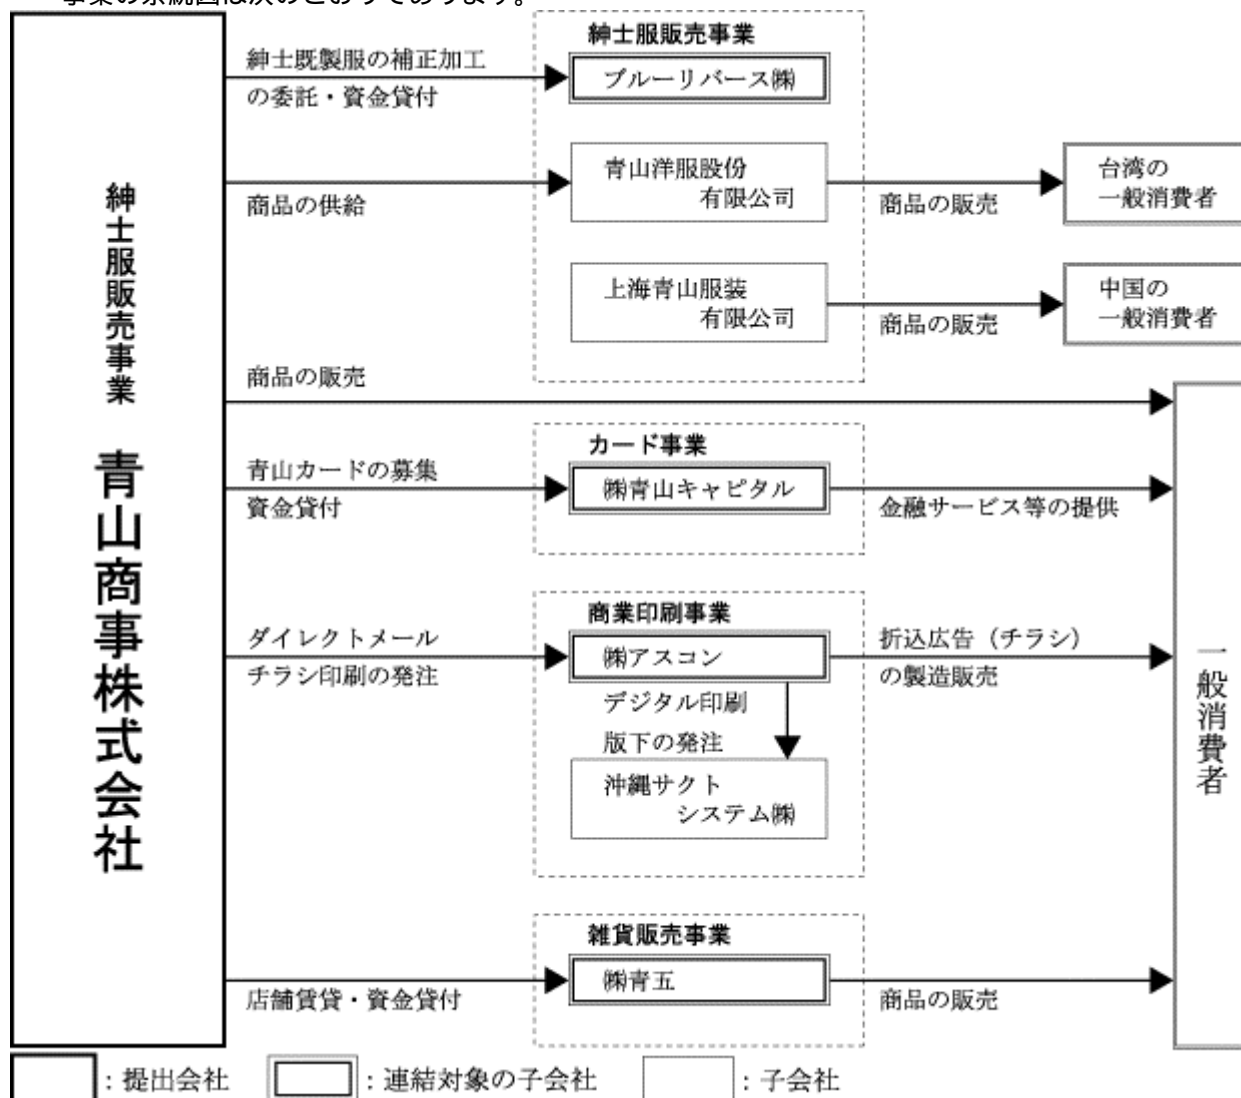 事業の系統図は次のとおりであります。
紳士服販売事業 青山商事株式会社
紳士既製服の補正加工
の委託・資金貸付
紳士服販売事業
ブルーリバース㈱
商品の供給
青山洋服股份
有限公司
商品の販売
台湾の
一般消費者
上海青山服装
有限公司
商品の販売
中国の
一般消費者
商品の販売
青山カードの募集
資金貸付
カード事業
㈱青山キャピタル
金融サービス等の提供
ダイレクトメール
チラシ印刷の発注
商業印刷事業
㈱アスコン
折込広告（チラシ）
の製造販売
デジタル印刷
版下の発注
沖縄サクト
システム㈱
店舗賃貸・資金貸付
雑貨販売事業
㈱青五
商品の販売
一般消費者
：提出会社
：連結対象の子会社
：子会社